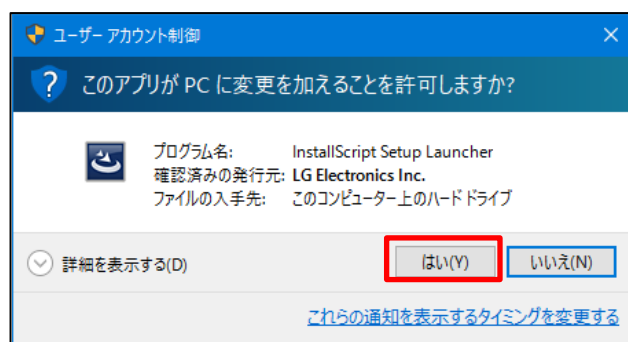 ユーザー アカウント制御
このアプリが PC に変更を加えることを許可しますか?
プログラム名: InstallScript Setup Launcher
確認済みの発行元: LG Electronics Inc.
ファイルの入手先: このコンピューター上のハード ドライブ
詳細を表示する(D) はい(Y) いいえ(N)
これらの通知を表示するタイミングを変更する